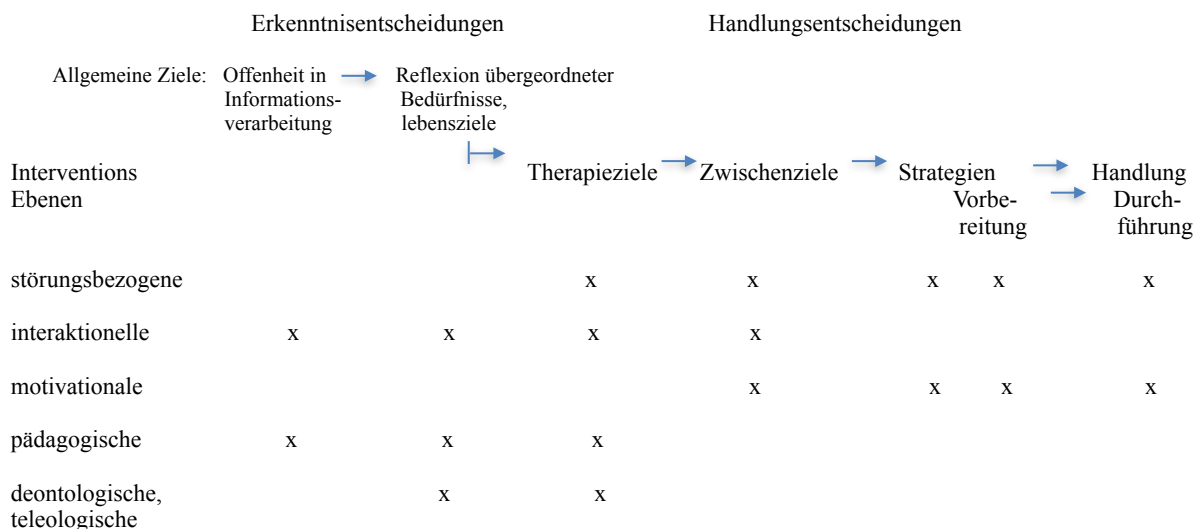 Erkenntnisentscheidungen Handlungsentscheidungen
Allgemeine Ziele: Offenheit in Reflexion übergeordneter
Informations- Bedürfnisse,
verarbeitung lebensziele
Interventions Therapieziele Zwischenziele Strategien Handlung
Ebenen Vorbe- Durch-
reitung führung
störungsbezogene x x x x x
interaktionelle x x x x
motivationale x x x x
pädagogische x x x
deontologische, x x
teleologische